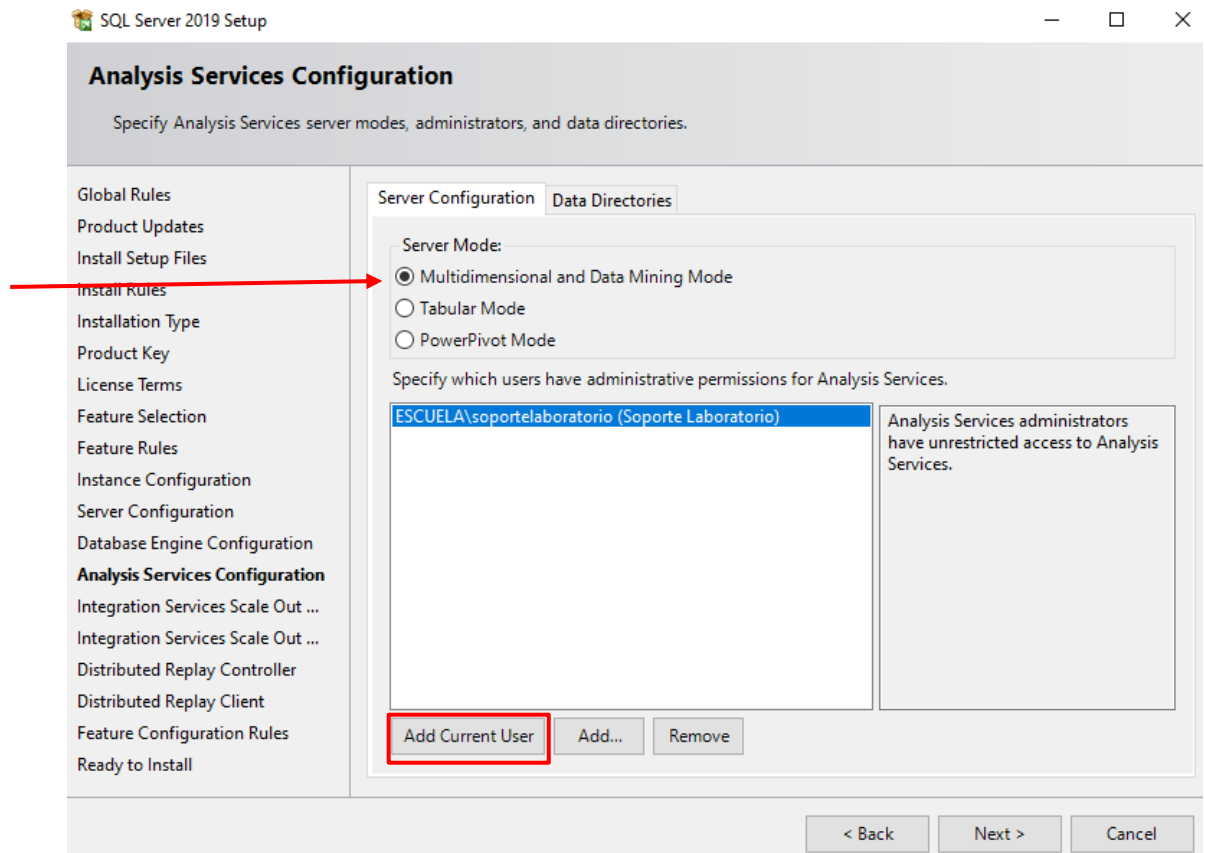 SQL Server 2019 Setup
Analysis Services Configuration
Specify Analysis Services server modes, administrators, and data directories.
Global Rules
Product Updates
Install Setup Files
Install Rules
Installation Type
Product Key
License Terms
Feature Selection
Feature Rules
Instance Configuration
Server Configuration
Database Engine Configuration
Analysis Services Configuration
Integration Services Scale Out ...
Integration Services Scale Out ...
Distributed Replay Controller
Distributed Replay Client
Feature Configuration Rules
Ready to Install
Server Configuration
Data Directories
Server Mode:
Multidimensional and Data Mining Mode
Tabular Mode
PowerPivot Mode
Specify which users have administrative permissions for Analysis Services.
ESCUELA\soportelaboratorio (Soporte Laboratorio)
Analysis Services administrators
have unrestricted access to Analysis
Services.
Add Current User
Add...
Remove
< Back
Next >
Cancel